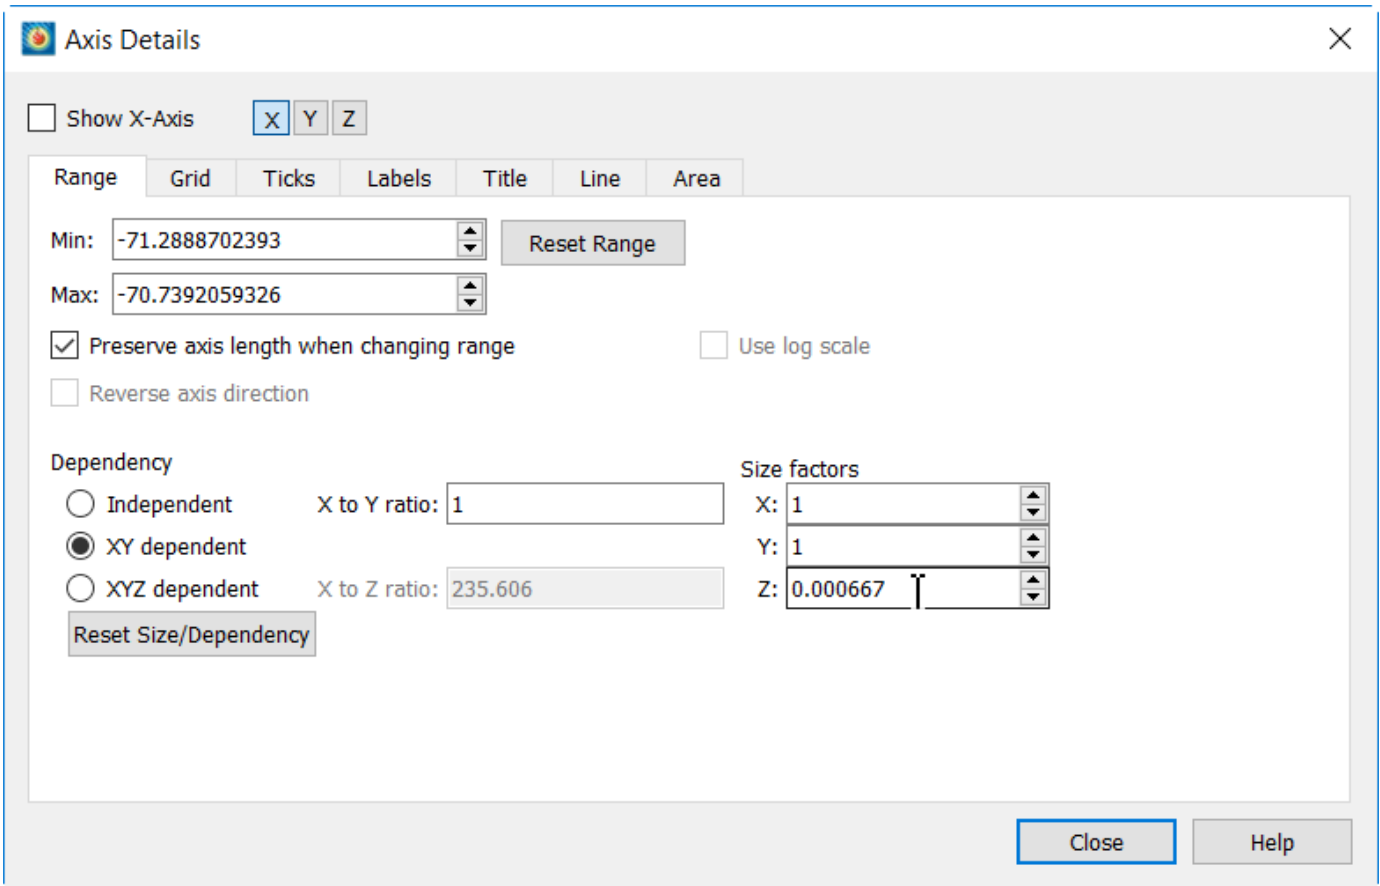 Axis Details
Show X-Axis X Y Z
Range Grid Ticks Labels Title Line Area
Min: -71.2888702393 Reset Range
Max: -70.7392059326
Preserve axis length when changing range Use log scale
Reverse axis direction
Dependency Size factors
Independent X to Y ratio: 1 X: 1
XY dependent Y: 1
XYZ dependent X to Z ratio: 235.606 Z: 0.000667
Reset Size/Dependency
Close Help